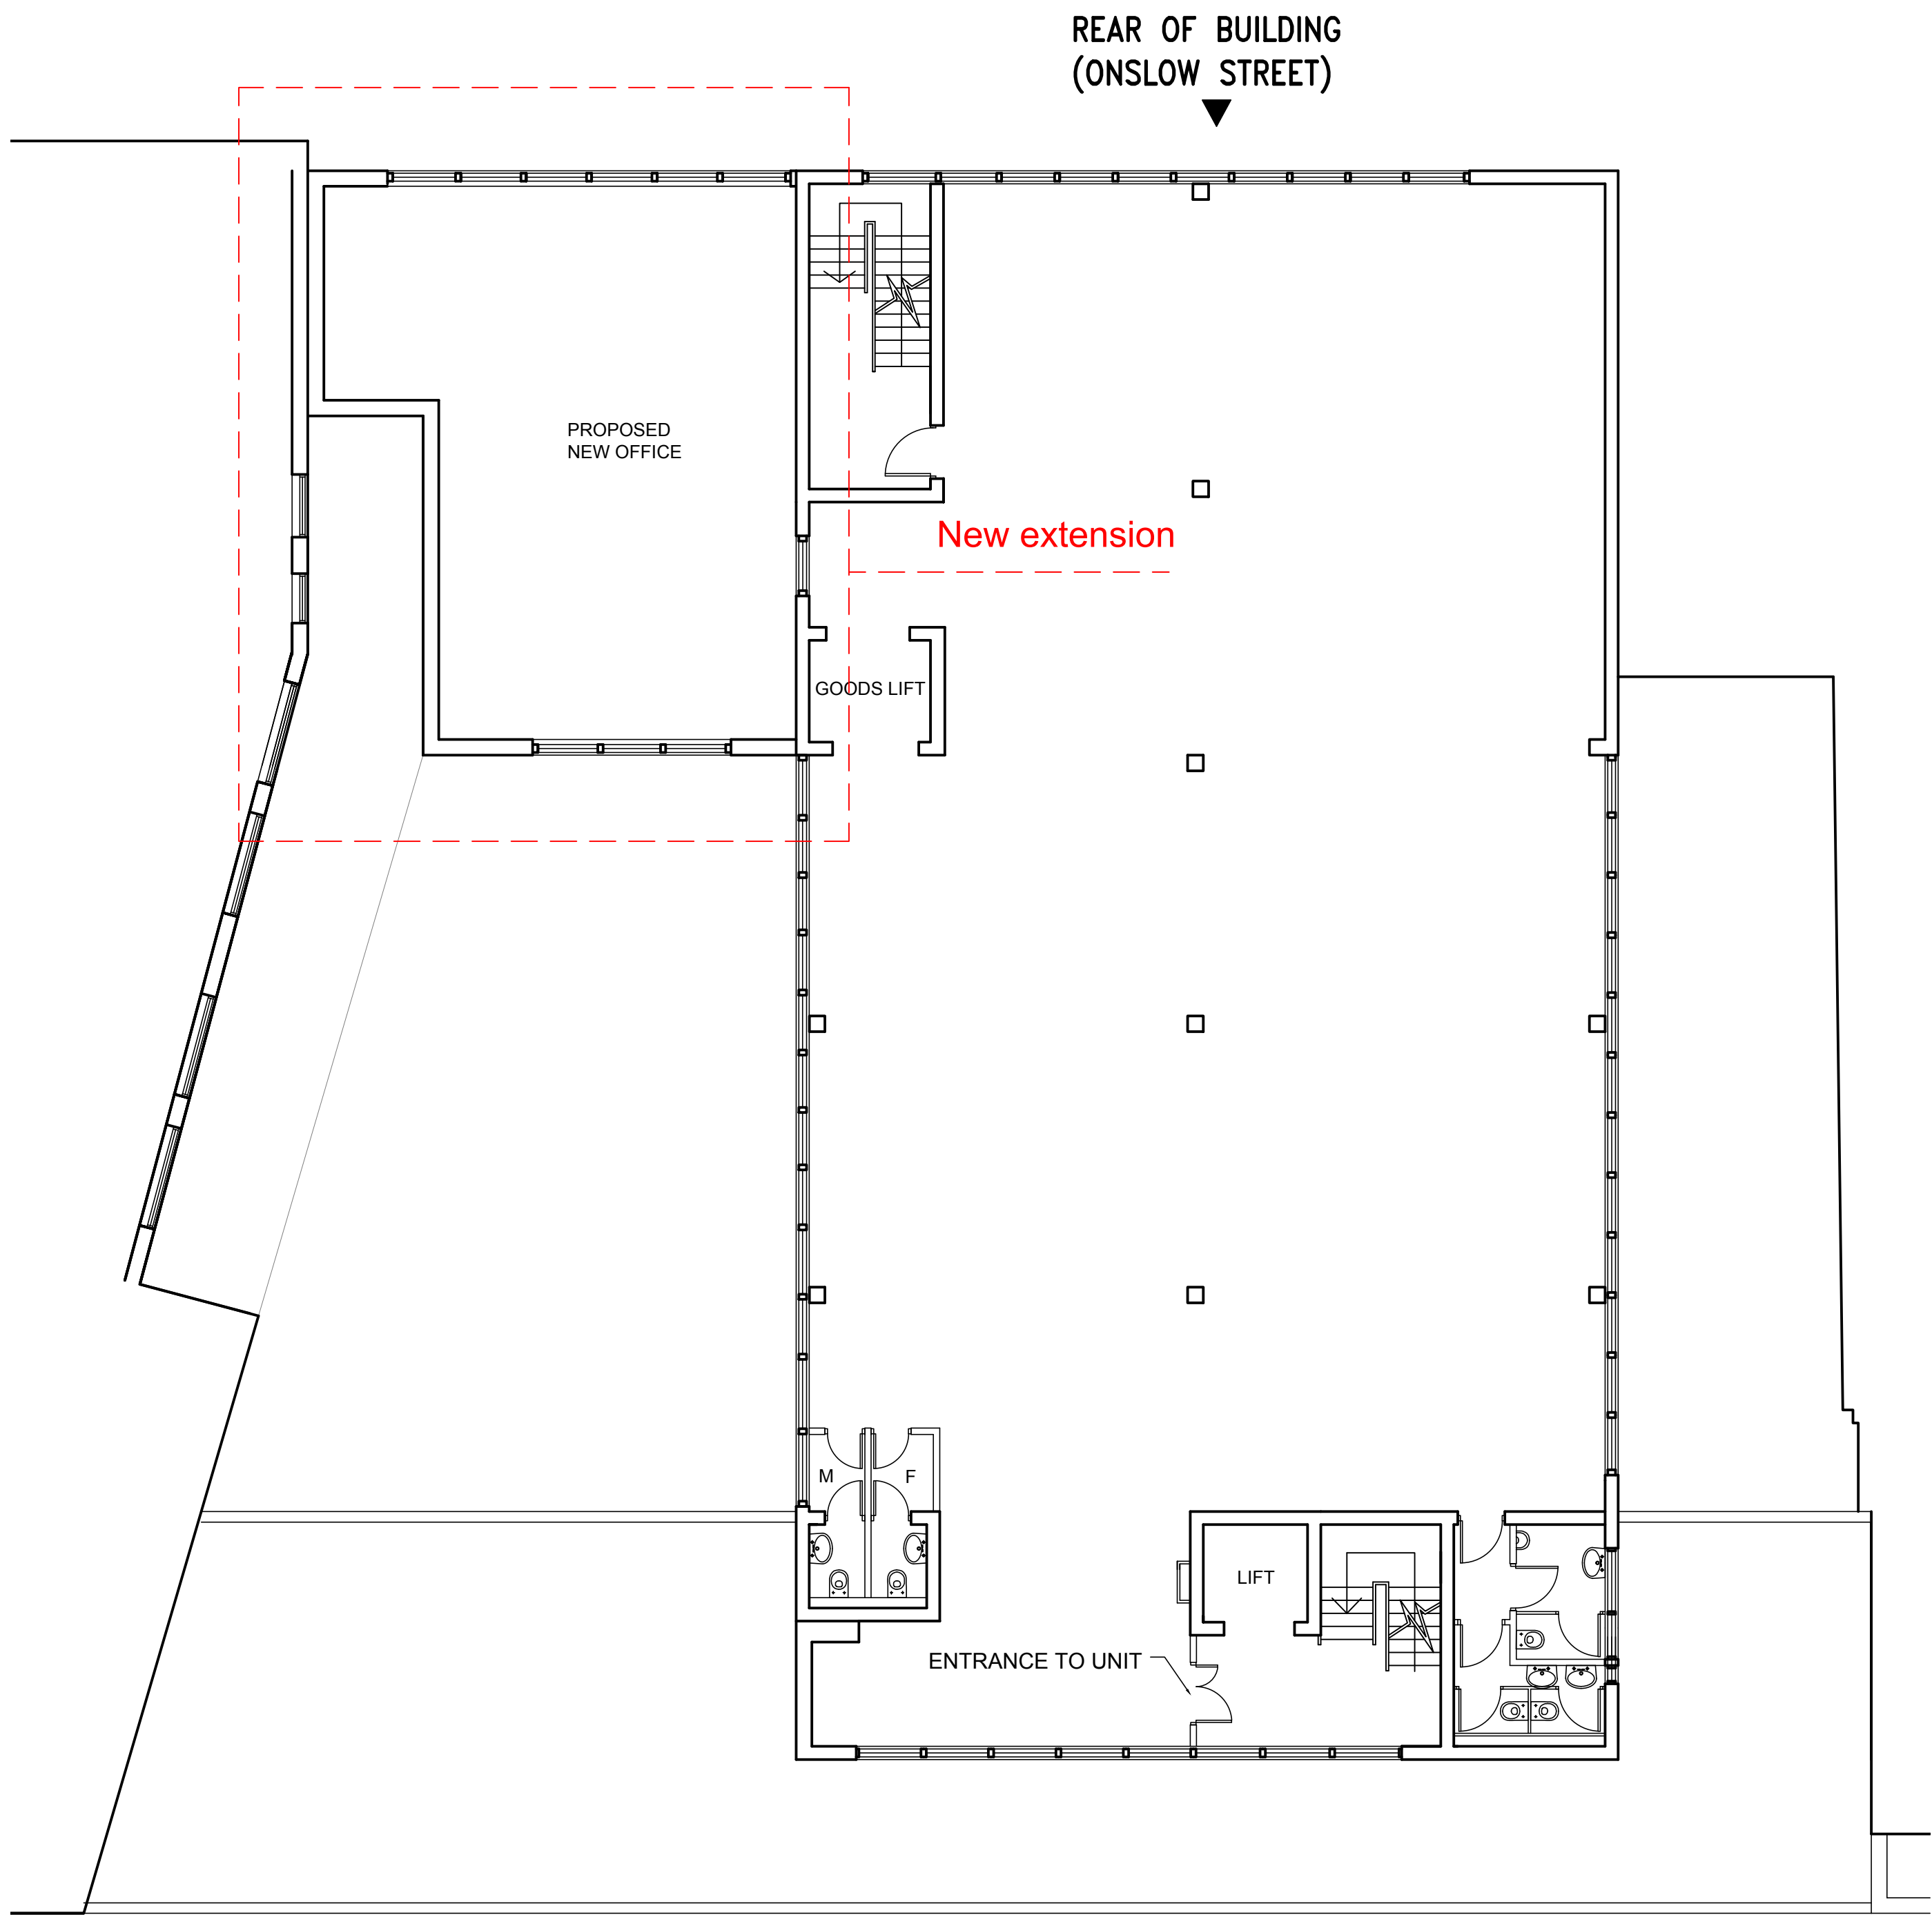 REAR OF BUILDING
(ONSLOW STREET)
PROPOSED
NEW OFFICE
New extension
GOODS LIFT
M
F
LIFT
ENTRANCE TO UNIT